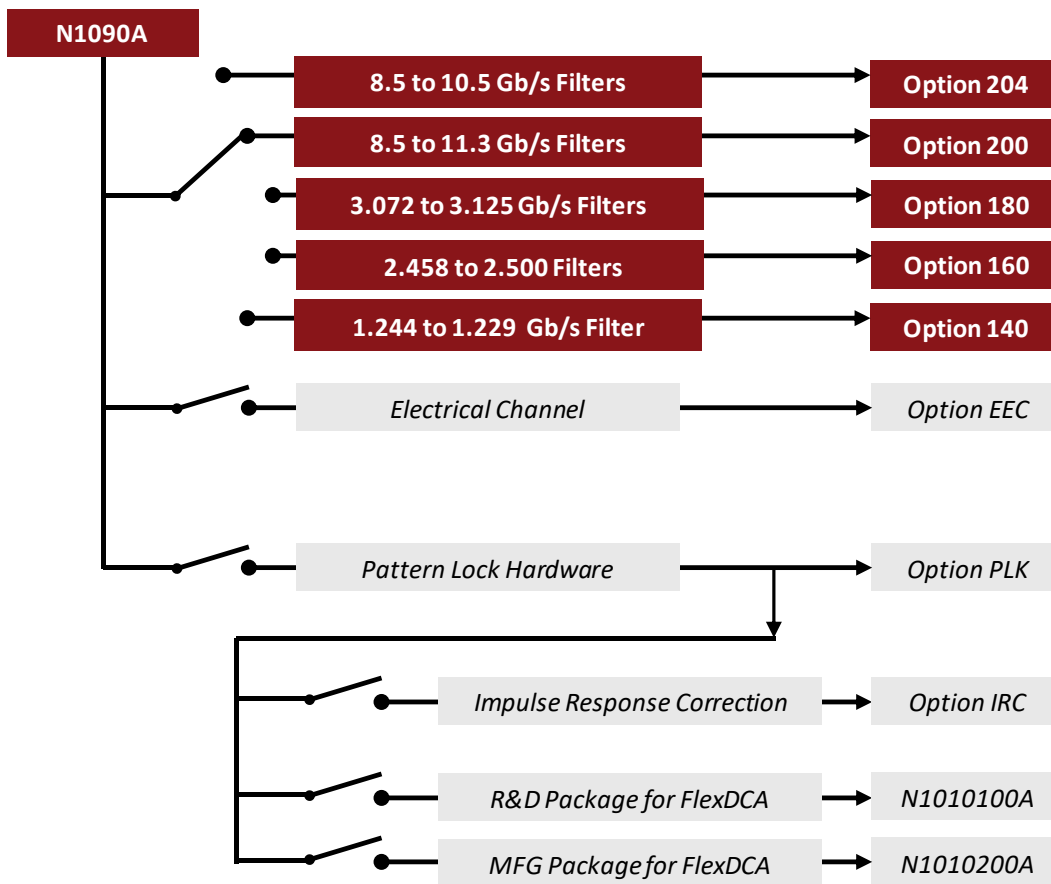 N1090A
8.5 to 10.5 Gb/s Filters
Option 204
8.5 to 11.3 Gb/s Filters
Option 200
3.072 to 3.125 Gb/s Filters
Option 180
2.458 to 2.500 Filters
Option 160
1.244 to 1.229 Gb/s Filter
Option 140
Electrical Channel
Option EEC
Pattern Lock Hardware
Option PLK
Impulse Response Correction
Option IRC
R&D Package for FlexDCA
N1010100A
MFG Package for FlexDCA
N1010200A